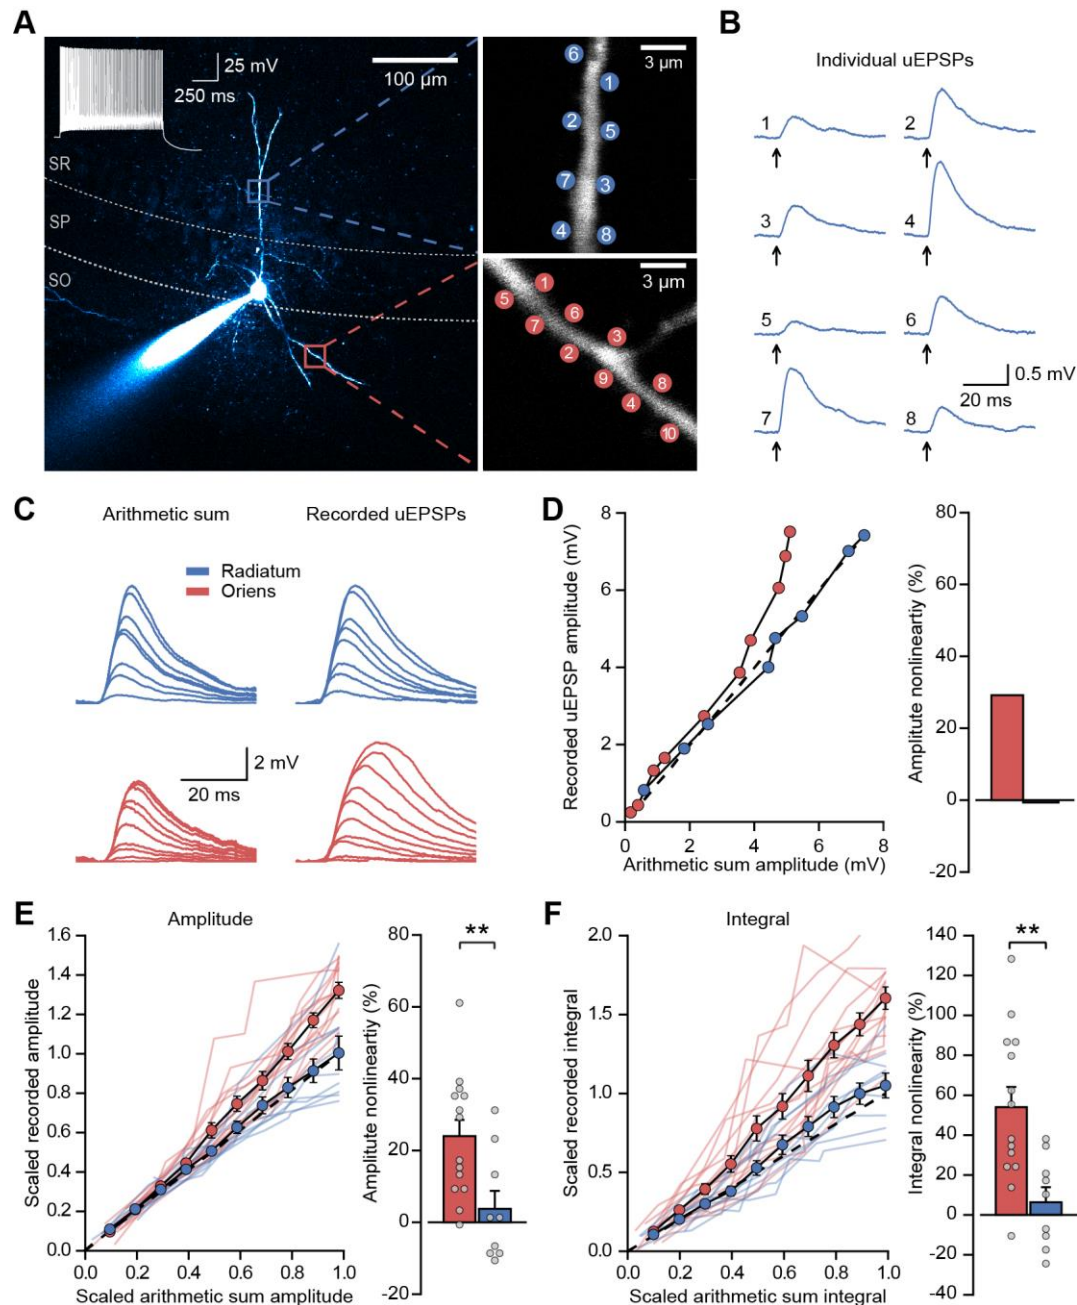 A
25 mV
250 ms
100 µm
SR
SP
SO
6
3 µm
1
2
5
7
3
4
8
3 µm
1
5
6
7
3
2
9
8
4
10
B
Individual uEPSPs
1
2
3
4
5
6
7
8
0.5 mV
20 ms
C
Arithmetic sum
Recorded uEPSPs
Radiatum
Oriens
2 mV
20 ms
D
Recorded uEPSP amplitude (mV)
8
6
4
2
0
0
2
4
6
8
Arithmetic sum amplitude (mV)
Amplitute nonlineartiy (%)
80
60
40
20
0
-20
E
Amplitude
Scaled recorded amplitude
1.6
1.4
1.2
1.0
0.8
0.6
0.4
0.2
0.0
0.0 0.2 0.4 0.6 0.8 1.0
Scaled arithmetic sum amplitude
Amplitute nonlineartiy (%)
80
60
40
20
0
-20
**
F
Integral
Scaled recorded integral
2.0
1.5
1.0
0.5
0.0
0.0 0.2 0.4 0.6 0.8 1.0
Scaled arithmetic sum integral
Integral nonlineartiy (%)
140
120
100
80
60
40
20
0
-20
-40
**